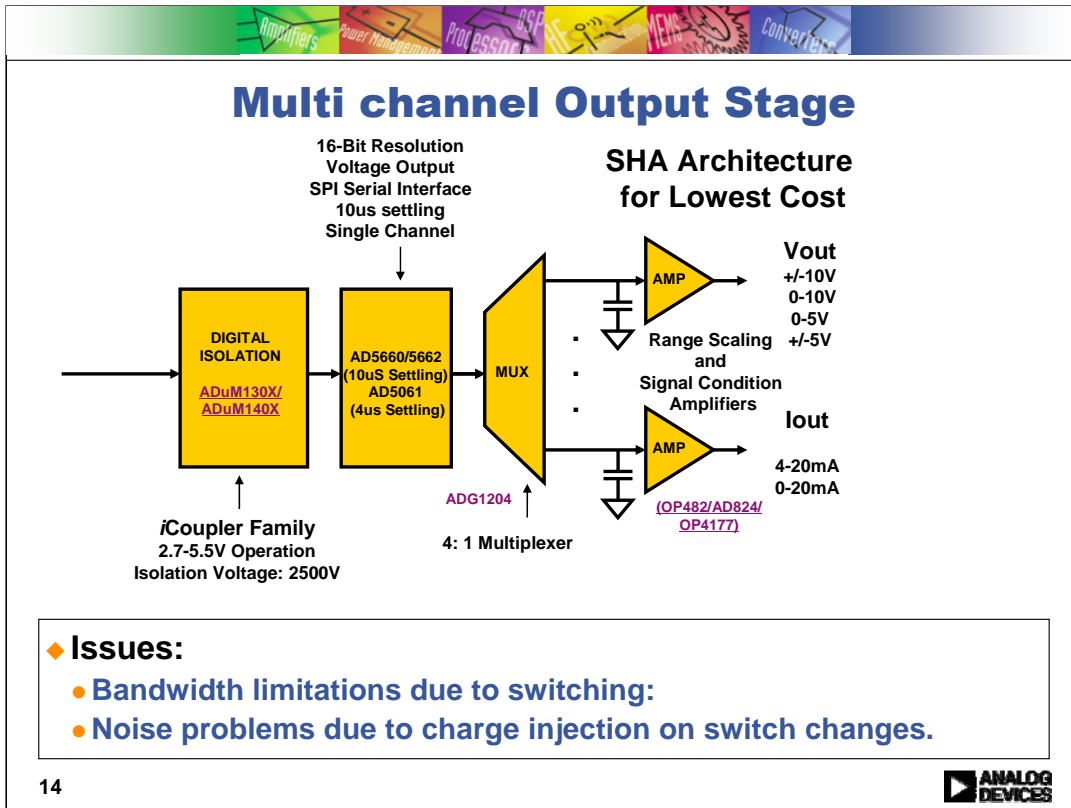 Amplifiers
Power Management
Processor
DSP
RF
MEMS
Converters
Multi channel Output Stage
16-Bit Resolution
Voltage Output
SPI Serial Interface
10us settling
Single Channel
SHA Architecture
for Lowest Cost
DIGITAL
ISOLATION
ADuM130X/
ADuM140X
AD5660/5662
(10uS Settling)
AD5061
(4us Settling)
MUX
AMP
Vout
+/-10V
0-10V
0-5V
+/-5V
Range Scaling
and
Signal Condition
Amplifiers
AMP
Iout
4-20mA
0-20mA
(OP482/AD824/
OP4177)
ADG1204
4: 1 Multiplexer
iCoupler Family
2.7-5.5V Operation
Isolation Voltage: 2500V
Issues:
Bandwidth limitations due to switching:
Noise problems due to charge injection on switch changes.
14
ANALOG
DEVICES